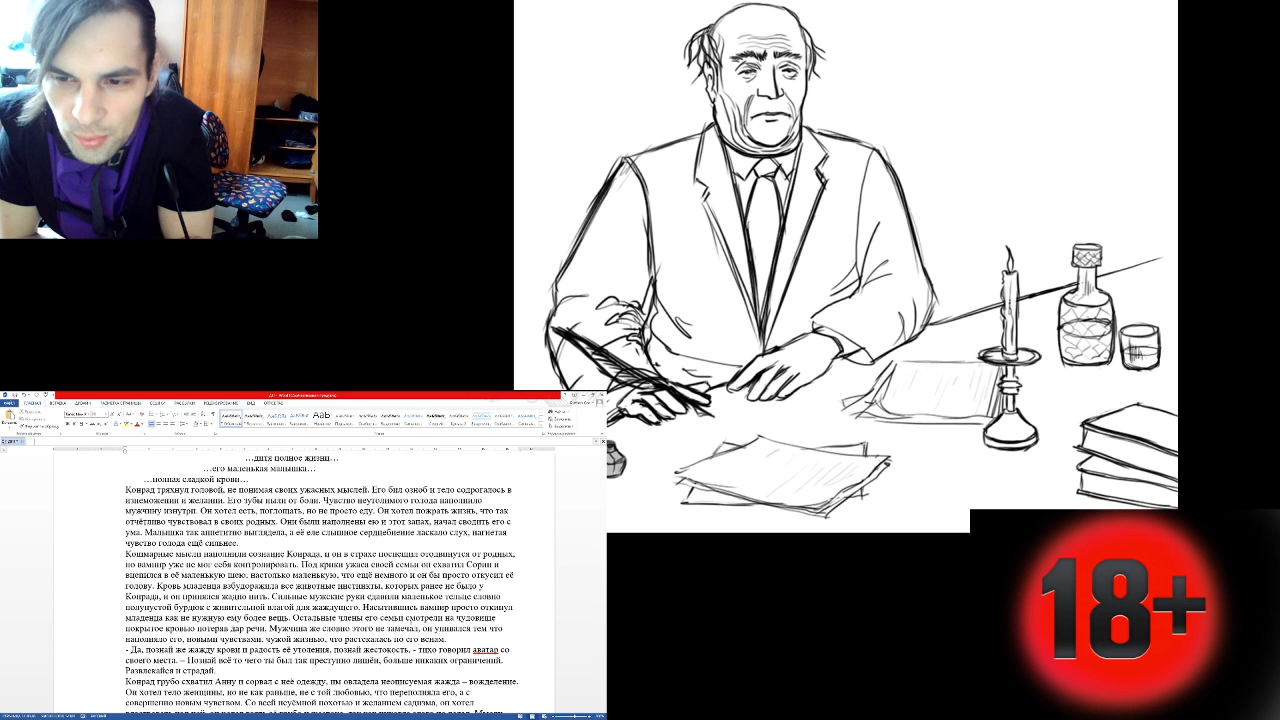 ФАЙЛ ГЛАВНАЯ ВСТАВКА ДИЗАЙН РАЗМЕТКА СТРАНИЦЫ ССЫЛКИ РАССЫЛКИ РЕЦЕНЗИРОВАНИЕ ВИД
…дитя полное жизни…
…его маленькая малышка…
…полная сладкой крови…
Конрад тряхнул головой, не понимая своих ужасных мыслей. Его бил озноб и тело содрогалось в
изнеможении и желании. Его зубы ныли от боли. Чувство неутолимого голода наполнило
мужчину изнутри. Он хотел есть, поглощать, но не просто еду. Он хотел пожрать жизнь, что так
отчётливо чувствовал в своих родных. Они были наполнены ею и этот запах, начал сводить его с
ума. Малышка так аппетитно выглядела, а её еле слышное сердцебиение ласкало слух, нагнетая
чувство голода ещё сильнее.
Кошмарные мысли наполнили сознание Конрада, и он в страхе поспешил отодвинутся от родных,
но вампир уже не мог себя контролировать. Под крики ужаса своей семьи он схватил Сорин и
вцепился в её маленькую шею, настолько маленькую, что ещё немного и он бы просто откусил её
голову. Кровь младенца взбудоражила все животные инстинкты, которых ранее не было у
Конрада, и он принялся жадно пить. Сильные мужские руки сдавили маленькое тельце словно
полупустой бурдюк с живительной влагой для жаждущего. Насытившись вампир просто откинул
младенца как не нужную ему более вещь. Остальные члены его семьи смотрели на чудовище
покрытое кровью потеряв дар речи. Мужчина же словно этого не замечал, он упивался тем что
наполняло его, новыми чувствами, чужой жизнью, что растекалась по его венам.
- Да, познай же жажду крови и радость её утоления, познай жестокость, - тихо говорил аватар со
своего места. – Познай всё то чего ты был так преступно лишён, больше никаких ограничений.
Развлекайся и страдай.
Конрад грубо схватил Анну и сорвал с неё одежду, им овладела неописуемая жажда – вожделение.
Он хотел тело женщины, но не как раньше, не с той любовью, что переполняла его, а с
совершенно новым чувством. Со всей неуёмной похотью и желанием садизма, он хотел
18+